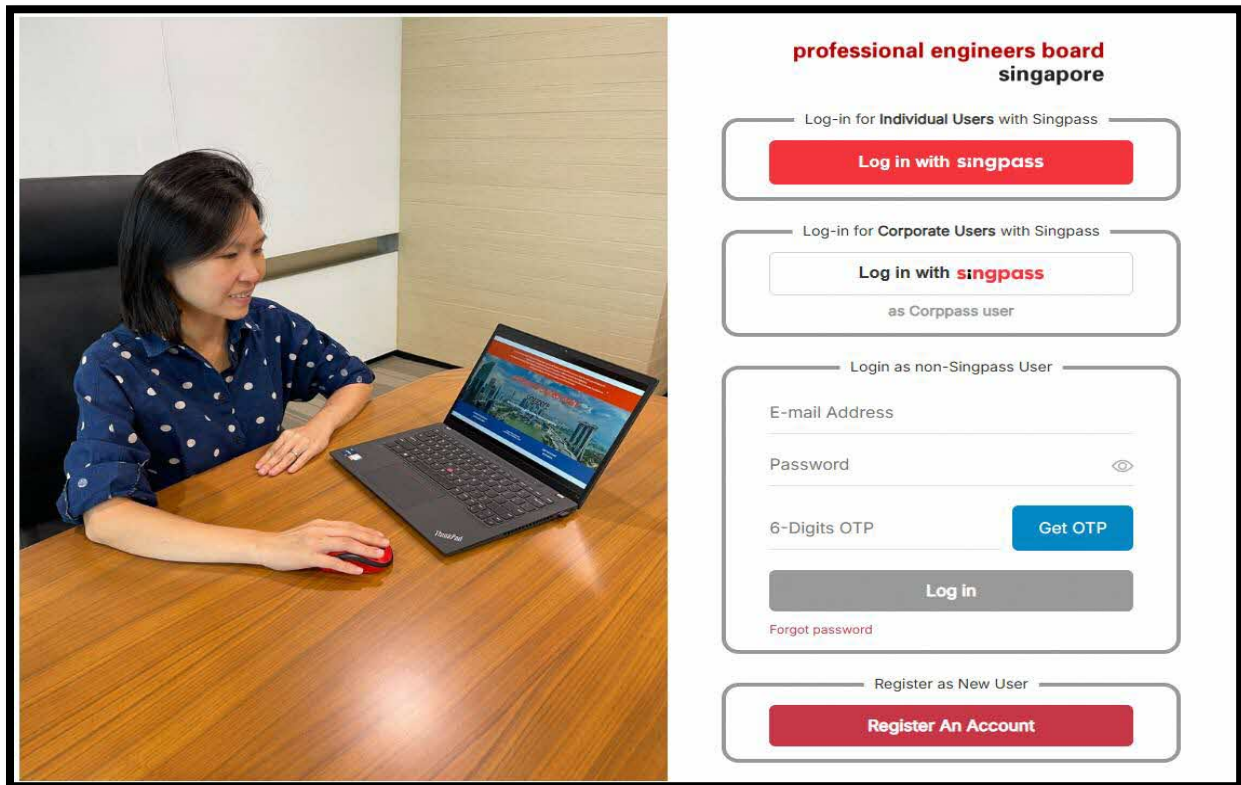 professional engineers board
singapore
Log-in for Individual Users with Singpass
Log in with singpass
Log-in for Corporate Users with Singpass
Log in with singpass
as Corppass user
Login as non-Singpass User
E-mail Address
Password
6-Digits OTP
Get OTP
Log in
Forgot password
Register as New User
Register An Account
ThinkPad